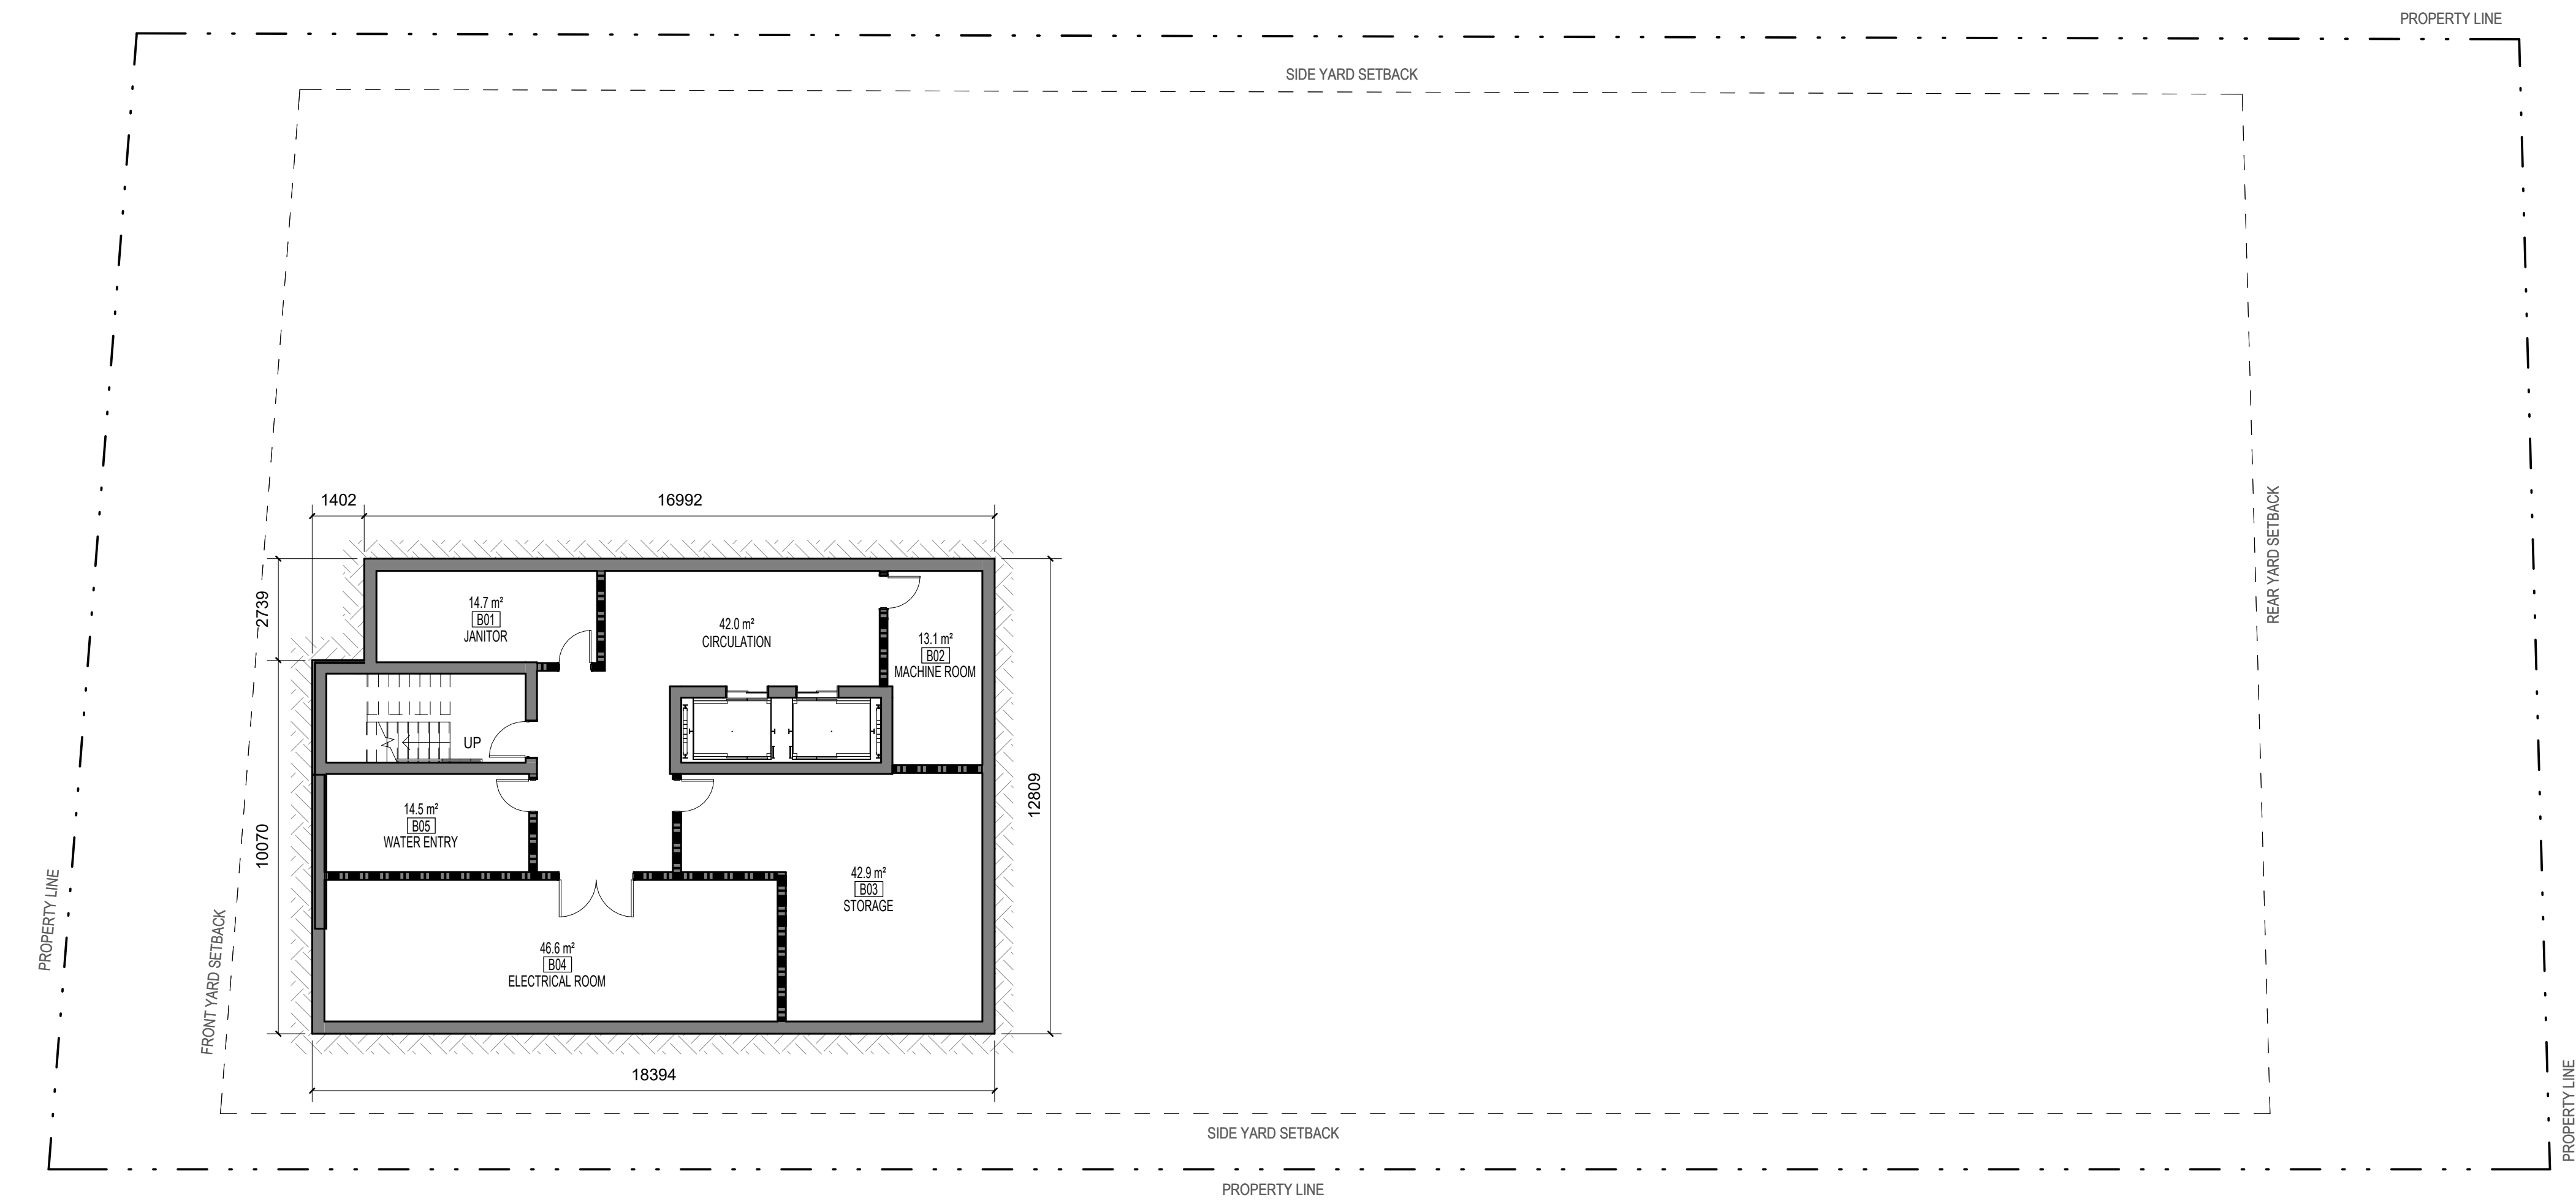 PROPERTY LINE
SIDE YARD SETBACK
1402
16992
REAR YARD SETBACK
2739
14.7 m²
B01
JANITOR
42.0 m²
CIRCULATION
13.1 m²
B02
MACHINE ROOM
UP
12809
10070
14.5 m²
B05
WATER ENTRY
42.9 m²
B03
STORAGE
PROPERTY LINE
FRONT YARD SETBACK
46.6 m²
B04
ELECTRICAL ROOM
18394
PROPERTY LINE
SIDE YARD SETBACK
PROPERTY LINE